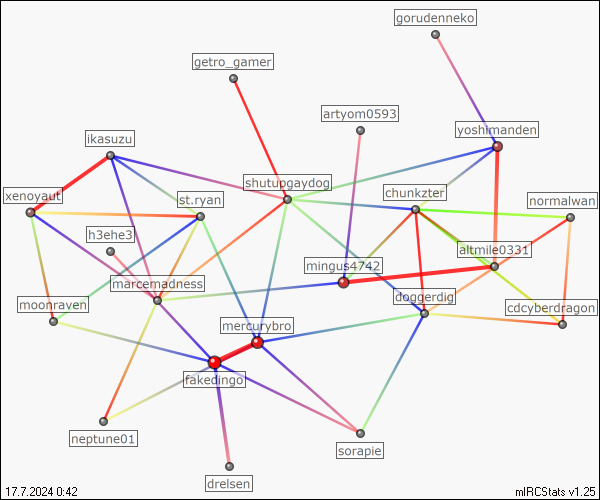 gorudenneko
getro_gamer
artyom0593
yoshimanden
ikasuzu
shutupgaydog
chunkzter
xenoyaut
st.ryan
normalwan
h3ehe3
altmile0331
mingus4742
marcemadness
doggerdig
moonraven
cdcyberdragon
mercurybro
fakedingo
neptune01
sorapie
drelsen
17.7.2024 0:42
mIRCStats v1.25